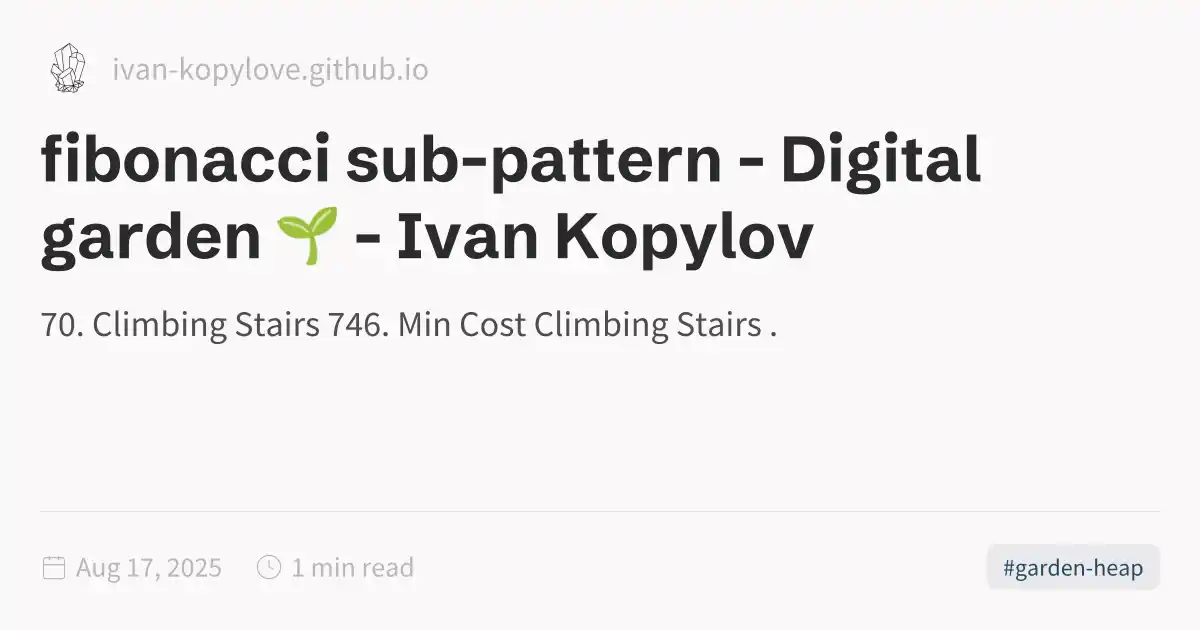 ivan-kopylove.github.io
fibonacci sub-pattern - Digital
garden 🌱 - Ivan Kopylov
70. Climbing Stairs 746. Min Cost Climbing Stairs .
Aug 17, 2025 1 min read #garden-heap